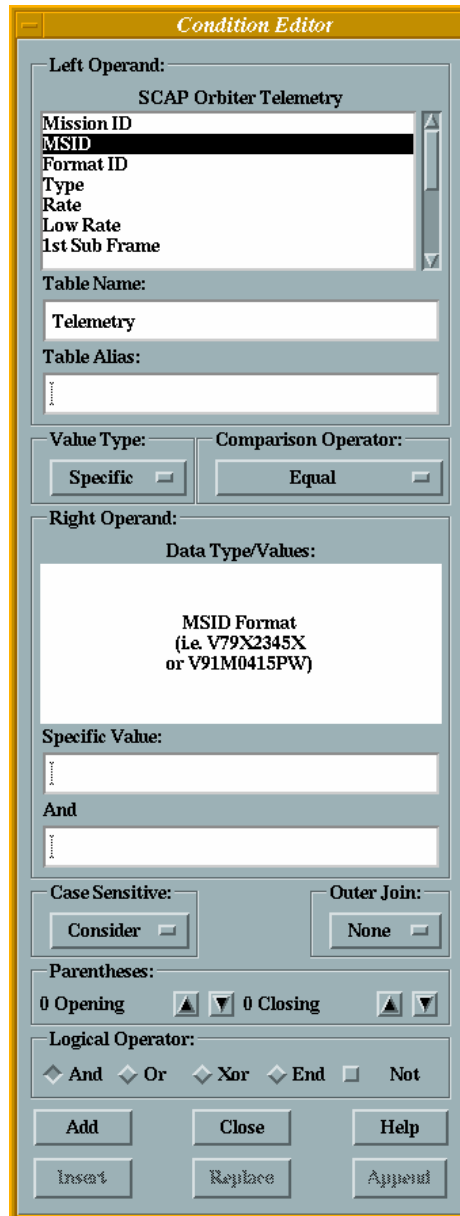 Condition Editor
Left Operand:
SCAP Orbiter Telemetry
Mission ID
MSID
Format ID
Type
Rate
Low Rate
1st Sub Frame
Table Name:
Telemetry
Table Alias:
Value Type: Comparison Operator:
Specific Equal
Right Operand:
Data Type/Values:
MSID Format
(i.e. V79X2345X
or V91M0415PW)
Specific Value:
And
Case Sensitive: Outer Join:
Consider None
Parentheses:
0 Opening 0 Closing
Logical Operator:
And Or Xor End Not
Add Close Help
Insert Replace Append